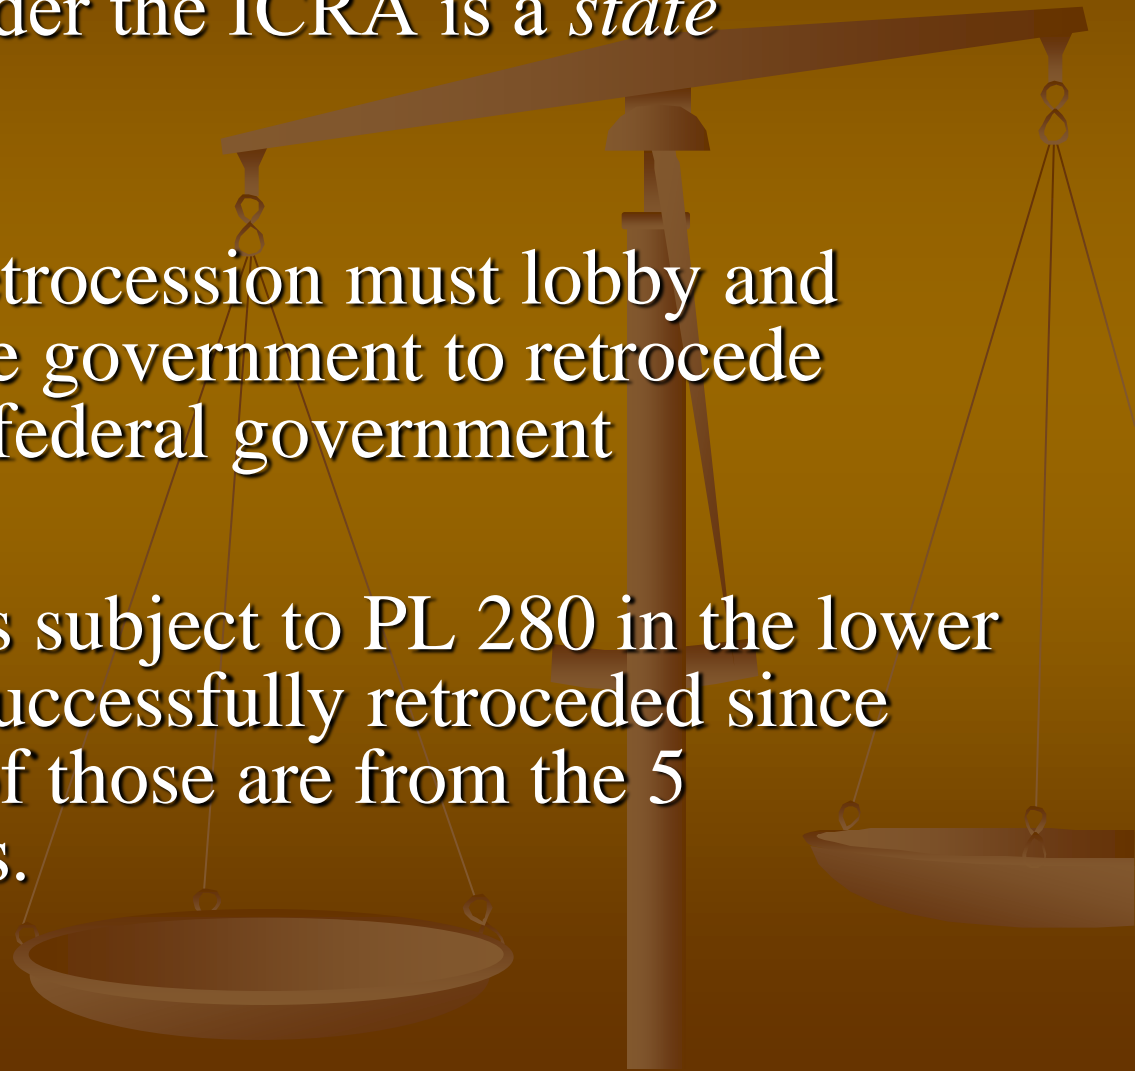 der the ICRA is a state
trocession must lobby and
e government to retrocede
federal government
s subject to PL 280 in the lower
uccessfully retroceded since
f those are from the 5
s.